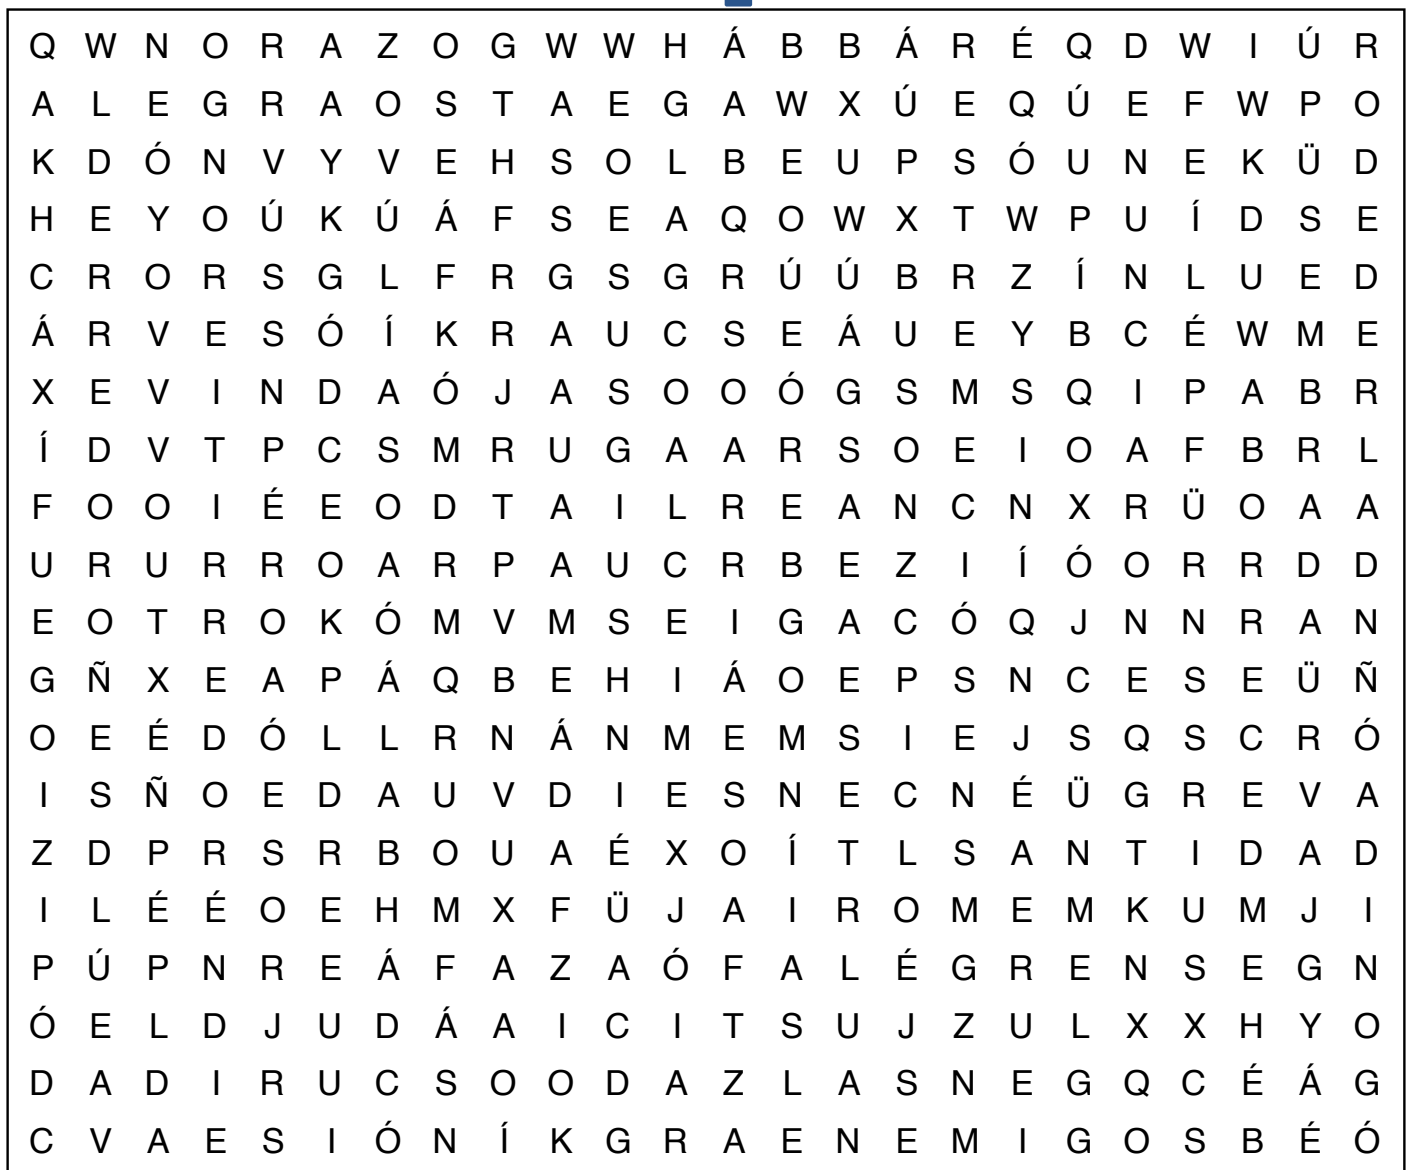 Q W N O R A Z O G W W H Á B B Á R É Q D W I Ú R
A L E G R A O S T A E G A W X Ú E Q Ú E F W P O
K D Ó N V Y V E H S O L B E U P S Ó U N E K Ü D
H E Y O Ú K Ú Á F S E A Q O W X T W P U Í D S E
C R O R S G L F R G S G R Ú Ú B R Z Í N L U E D
Á R V E S Ó Í K R A U C S E Á U E Y B C É W M E
X E V I N D A Ó J A S O O Ó G S M S Q I P A B R
Í D V T P C S M R U G A A R S O E I O A F B R L
F O O I É E O D T A I L R E A N C N X R Ü O A A
U R U R R O A R P A U C R B E Z I Í Ó O R R D D
E O T R O K Ó M V M S E I G A C Ó Q J N N R A N
G Ñ X E A P Á Q B E H I Á O E P S N C E S E Ü Ñ
O E É D Ó L L R N Á N M E M S I E J S Q S C R Ó
I S Ñ O E D A U V D I E S N E C N É Ü G R E V A
Z D P R S R B O U A É X O Í T L S A N T I D A D
I L É É O E H M X F Ü J A I R O M E M K U M J I
P Ú P N R E Á F A Z A Ó F A L É G R E N S E G N
Ó E L D J U D Á A I C I T S U J Z U L X X H Y O
D A D I R U C S O O D A Z L A S N E G Q C É Á G
C V A E S I Ó N Í K G R A E N E M I G O S B É Ó